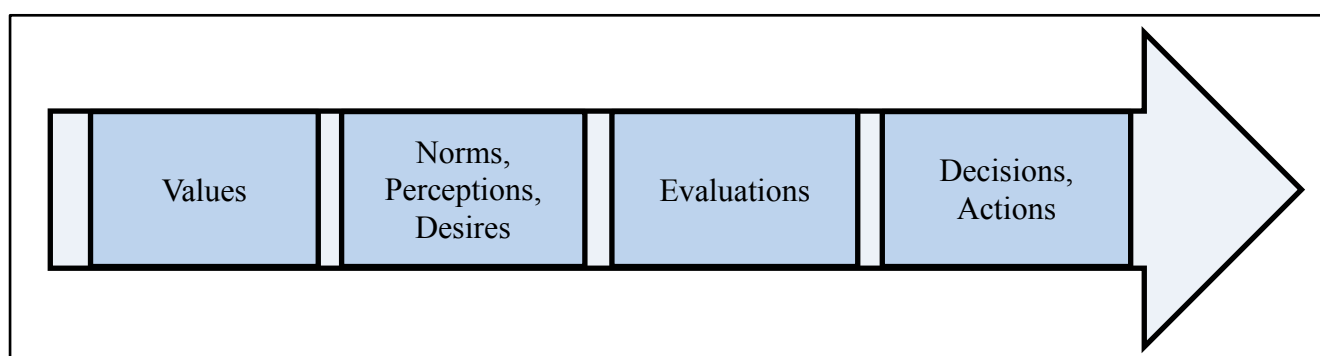 Values
Norms,
Perceptions,
Desires
Evaluations
Decisions,
Actions